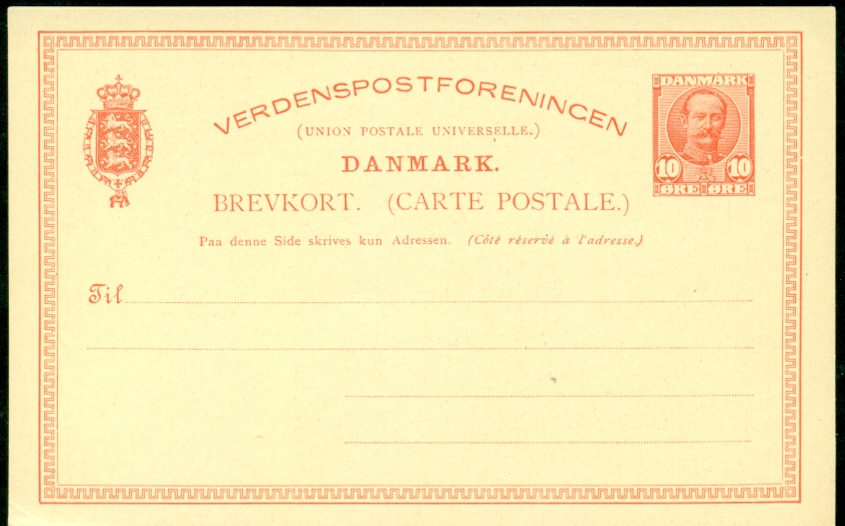 VERDENSPOSTFORENINGEN
(UNION POSTALE UNIVERSELLE.)
DANMARK.
BREVKORT. (CARTE POSTALE.)
Paa denne Side skrives kun Adressen. (Côté réservé à l'adresse.)
DANMARK
10 10
ØRE ØRE
Til